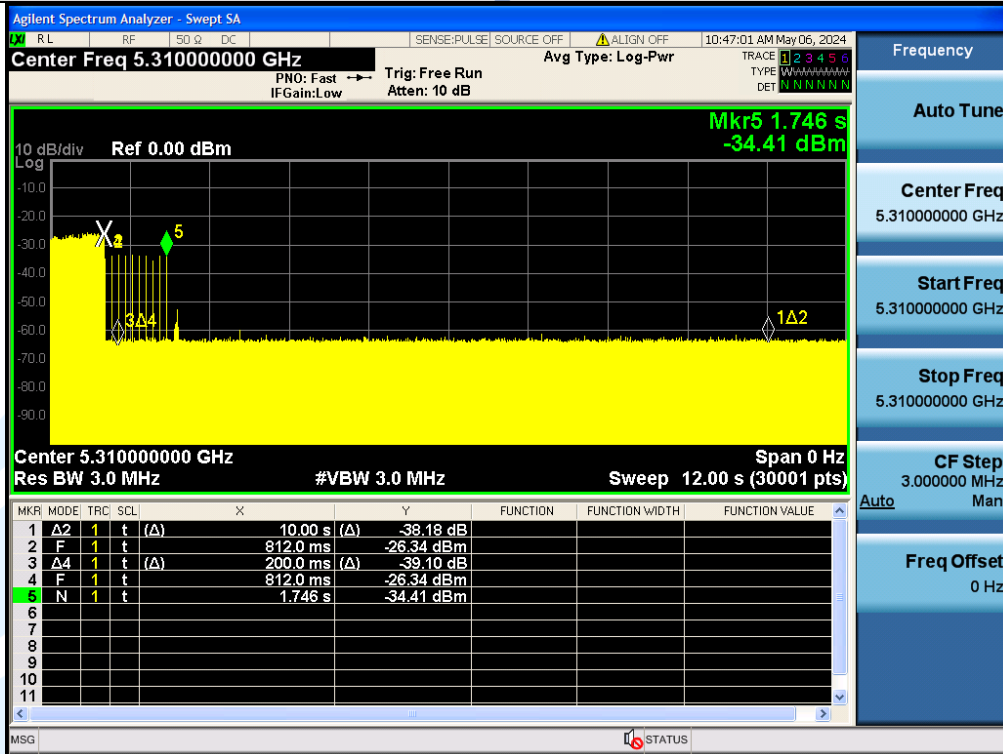 Agilent Spectrum Analyzer - Swept SA
LXI RL RF 50 Ω DC SENSE:PULSE SOURCE OFF ALIGN OFF 10:47:01 AM May 06, 2024
Center Freq 5.310000000 GHz
PNO: Fast
IFGain:Low
Trig: Free Run
Atten: 10 dB
Avg Type: Log-Pwr
TRACE 1 2 3 4 5 6
TYPE WWWWWW
DET N N N N N N
Mkr5 1.746 s
-34.41 dBm
10 dB/div Ref 0.00 dBm
Log
-10.0
-20.0
-30.0
-40.0
-50.0
-60.0
-70.0
-80.0
-90.0
5
3Δ4
1Δ2
Center 5.310000000 GHz Span 0 Hz
Res BW 3.0 MHz #VBW 3.0 MHz Sweep 12.00 s (30001 pts)
MKR MODE TRC SCL X Y FUNCTION FUNCTION WIDTH FUNCTION VALUE
1 Δ2 1 t (Δ) 10.00 s (Δ) -38.18 dB
2 F 1 t 812.0 ms -26.34 dBm
3 Δ4 1 t (Δ) 200.0 ms (Δ) -39.10 dB
4 F 1 t 812.0 ms -26.34 dBm
5 N 1 t 1.746 s -34.41 dBm
6
7
8
9
10
11
MSG STATUS
Frequency
Auto Tune
Center Freq
5.310000000 GHz
Start Freq
5.310000000 GHz
Stop Freq
5.310000000 GHz
CF Step
3.000000 MHz
Auto Man
Freq Offset
0 Hz